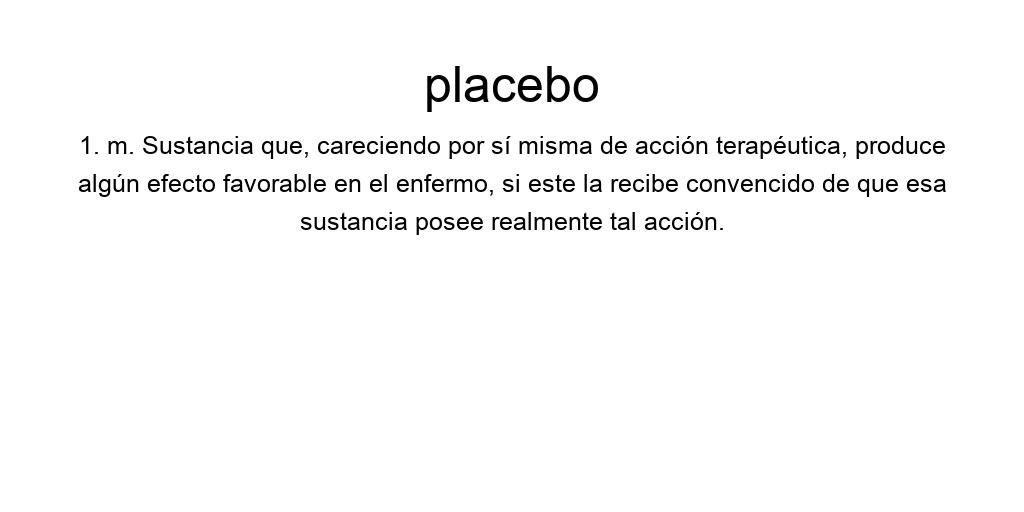 placebo
1. m. Sustancia que, careciendo por sí misma de acción terapéutica, produce
algún efecto favorable en el enfermo, si este la recibe convencido de que esa
sustancia posee realmente tal acción.